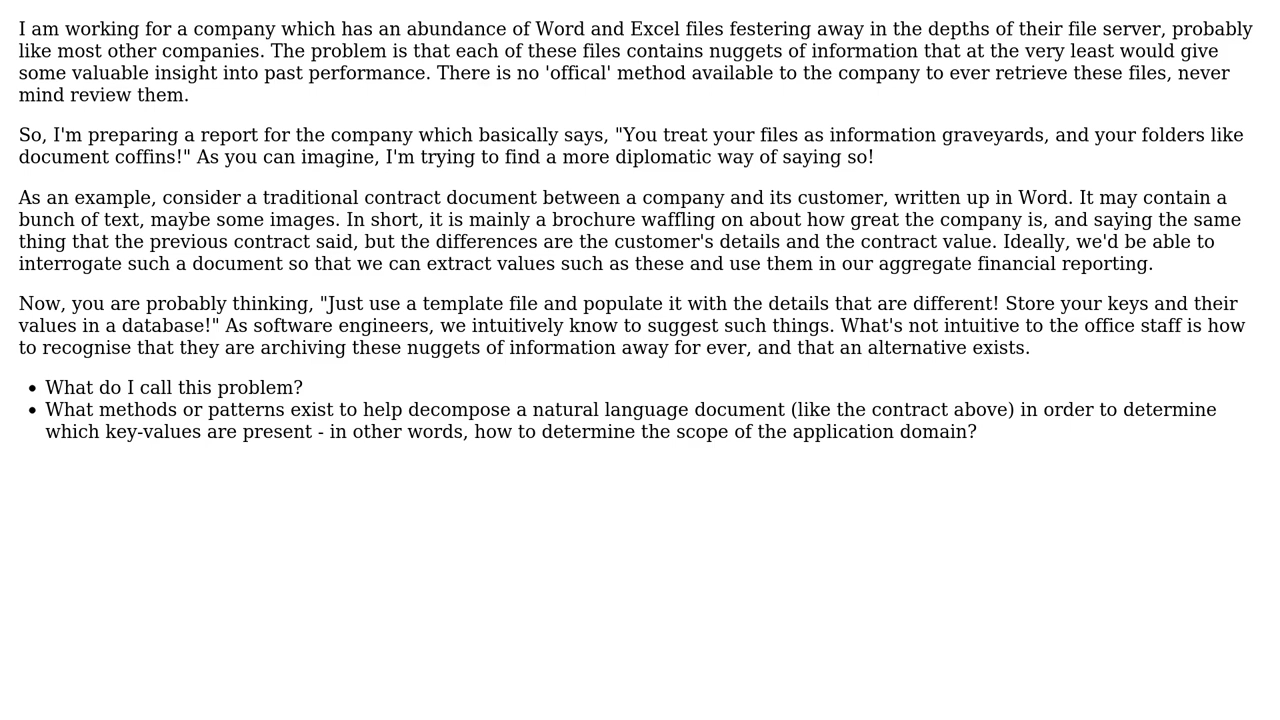 I am working for a company which has an abundance of Word and Excel files festering away in the depths of their file server, probably
like most other companies. The problem is that each of these files contains nuggets of information that at the very least would give
some valuable insight into past performance. There is no 'offical' method available to the company to ever retrieve these files, never
mind review them.
So, I'm preparing a report for the company which basically says, "You treat your files as information graveyards, and your folders like
document coffins!" As you can imagine, I'm trying to find a more diplomatic way of saying so!
As an example, consider a traditional contract document between a company and its customer, written up in Word. It may contain a
bunch of text, maybe some images. In short, it is mainly a brochure waffling on about how great the company is, and saying the same
thing that the previous contract said, but the differences are the customer's details and the contract value. Ideally, we'd be able to
interrogate such a document so that we can extract values such as these and use them in our aggregate financial reporting.
Now, you are probably thinking, "Just use a template file and populate it with the details that are different! Store your keys and their
values in a database!" As software engineers, we intuitively know to suggest such things. What's not intuitive to the office staff is how
to recognise that they are archiving these nuggets of information away for ever, and that an alternative exists.
• What do I call this problem?
• What methods or patterns exist to help decompose a natural language document (like the contract above) in order to determine
which key-values are present - in other words, how to determine the scope of the application domain?